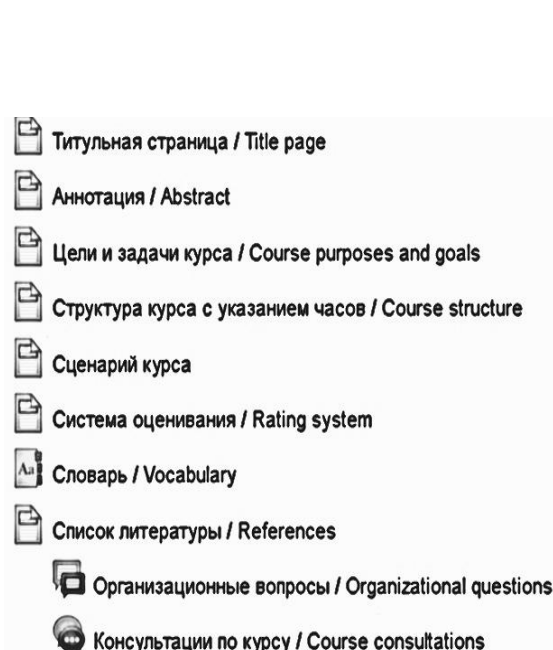 Титульная страница / Title page
Аннотация / Abstract
Цели и задачи курса / Course purposes and goals
Структура курса с указанием часов / Course structure
Сценарий курса
Система оценивания / Rating system
Aa
Словарь / Vocabulary
Список литературы / References
Организационные вопросы / Organizational questions
Консультации по курсу / Course consultations